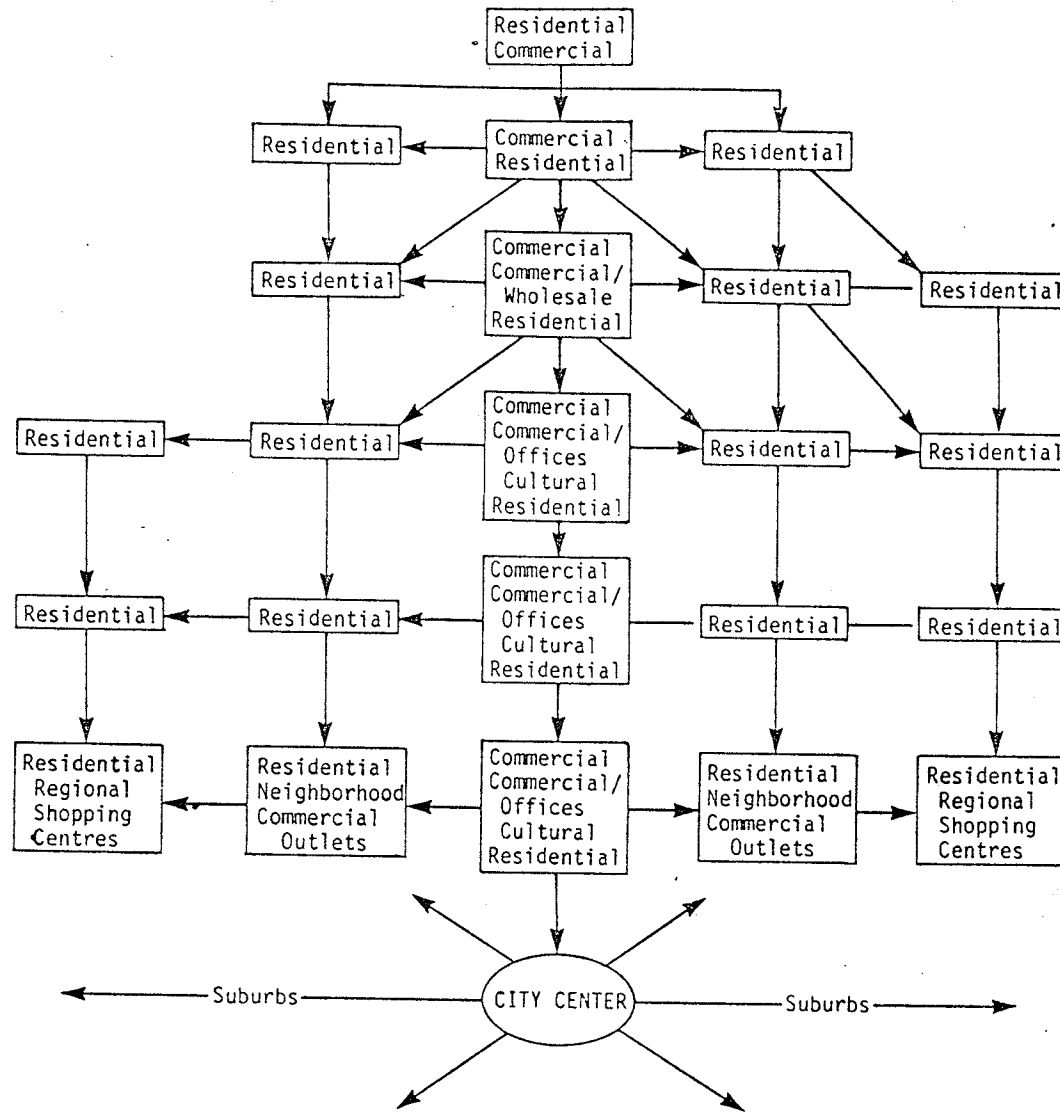 Residential
Commercial
Residential
Commercial
Residential
Residential
Residential
Commercial
Commercial/
Wholesale
Residential
Residential
Residential
Residential
Residential
Commercial
Commercial/
Offices
Cultural
Residential
Residential
Residential
Residential
Residential
Commercial
Commercial/
Offices
Cultural
Residential
Residential
Residential
Residential
Regional
Shopping
Centres
Residential
Neighborhood
Commercial
Outlets
Commercial
Commercial/
Offices
Cultural
Residential
Residential
Neighborhood
Commercial
Outlets
Residential
Regional
Shopping
Centres
Suburbs
CITY CENTER
Suburbs